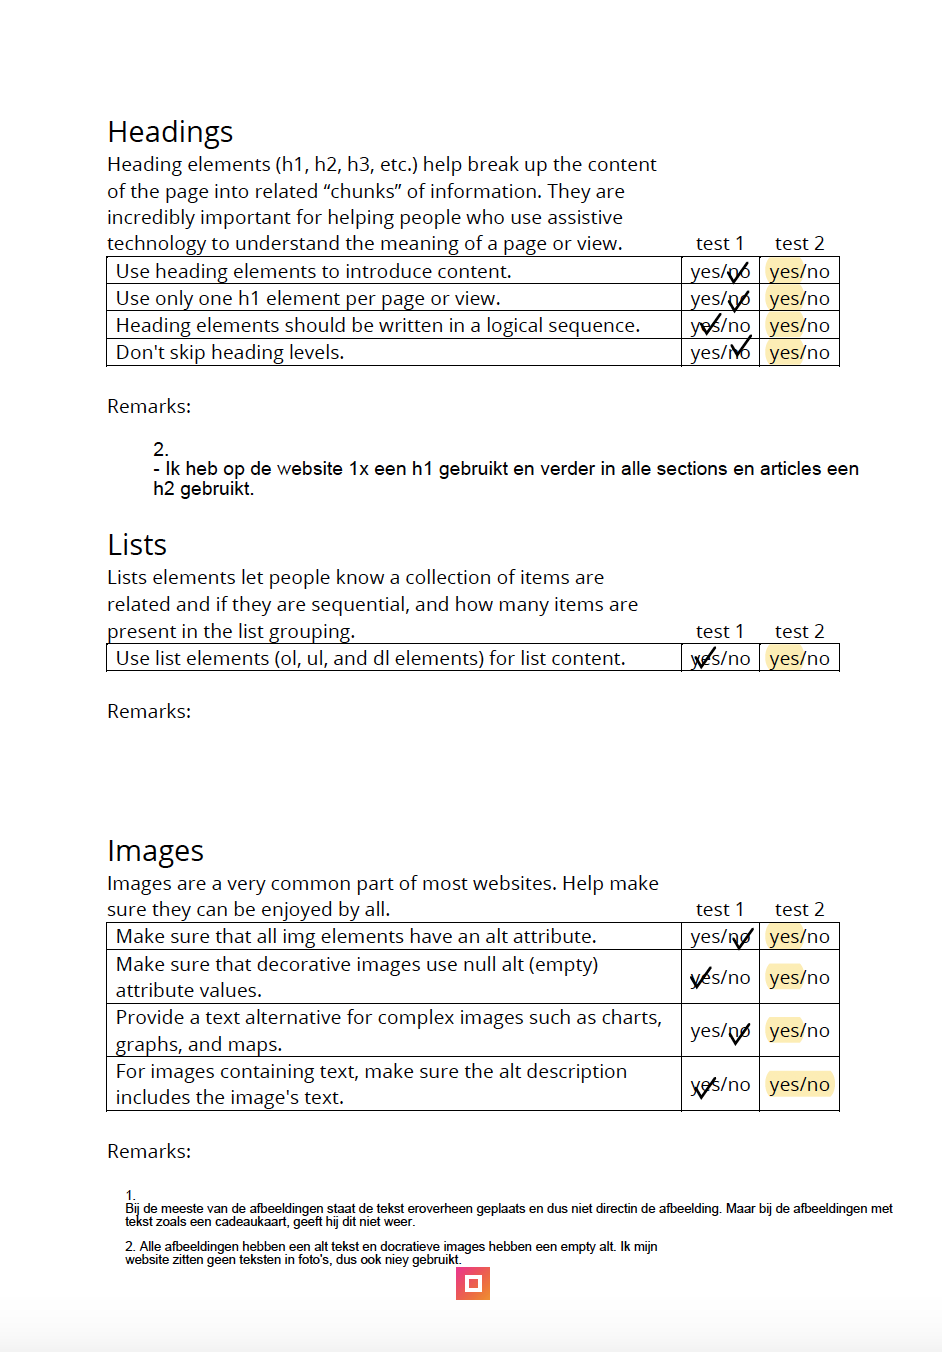 Headings
Heading elements (h1, h2, h3, etc.) help break up the content
of the page into related “chunks” of information. They are
incredibly important for helping people who use assistive
technology to understand the meaning of a page or view. test 1 test 2
Use heading elements to introduce content. yes/no yes/no
Use only one h1 element per page or view. yes/no yes/no
Heading elements should be written in a logical sequence. yes/no yes/no
Don't skip heading levels. yes/no yes/no
Remarks:
2.
- Ik heb op de website 1x een h1 gebruikt en verder in alle sections en articles een
h2 gebruikt.
Lists
Lists elements let people know a collection of items are
related and if they are sequential, and how many items are
present in the list grouping. test 1 test 2
Use list elements (ol, ul, and dl elements) for list content. yes/no yes/no
Remarks:
Images
Images are a very common part of most websites. Help make
sure they can be enjoyed by all. test 1 test 2
Make sure that all img elements have an alt attribute. yes/no yes/no
Make sure that decorative images use null alt (empty)
attribute values. yes/no yes/no
Provide a text alternative for complex images such as charts,
graphs, and maps. yes/no yes/no
For images containing text, make sure the alt description
includes the image's text. yes/no yes/no
Remarks:
1.
Bij de meeste van de afbeeldingen staat de tekst eroverheen geplaats en dus niet directin de afbeelding. Maar bij de afbeeldingen met
tekst zoals een cadeaukaart, geeft hij dit niet weer.
2. Alle afbeeldingen hebben een alt tekst en docratieve images hebben een empty alt. Ik mijn
website zitten geen teksten in foto's, dus ook niey gebruikt.